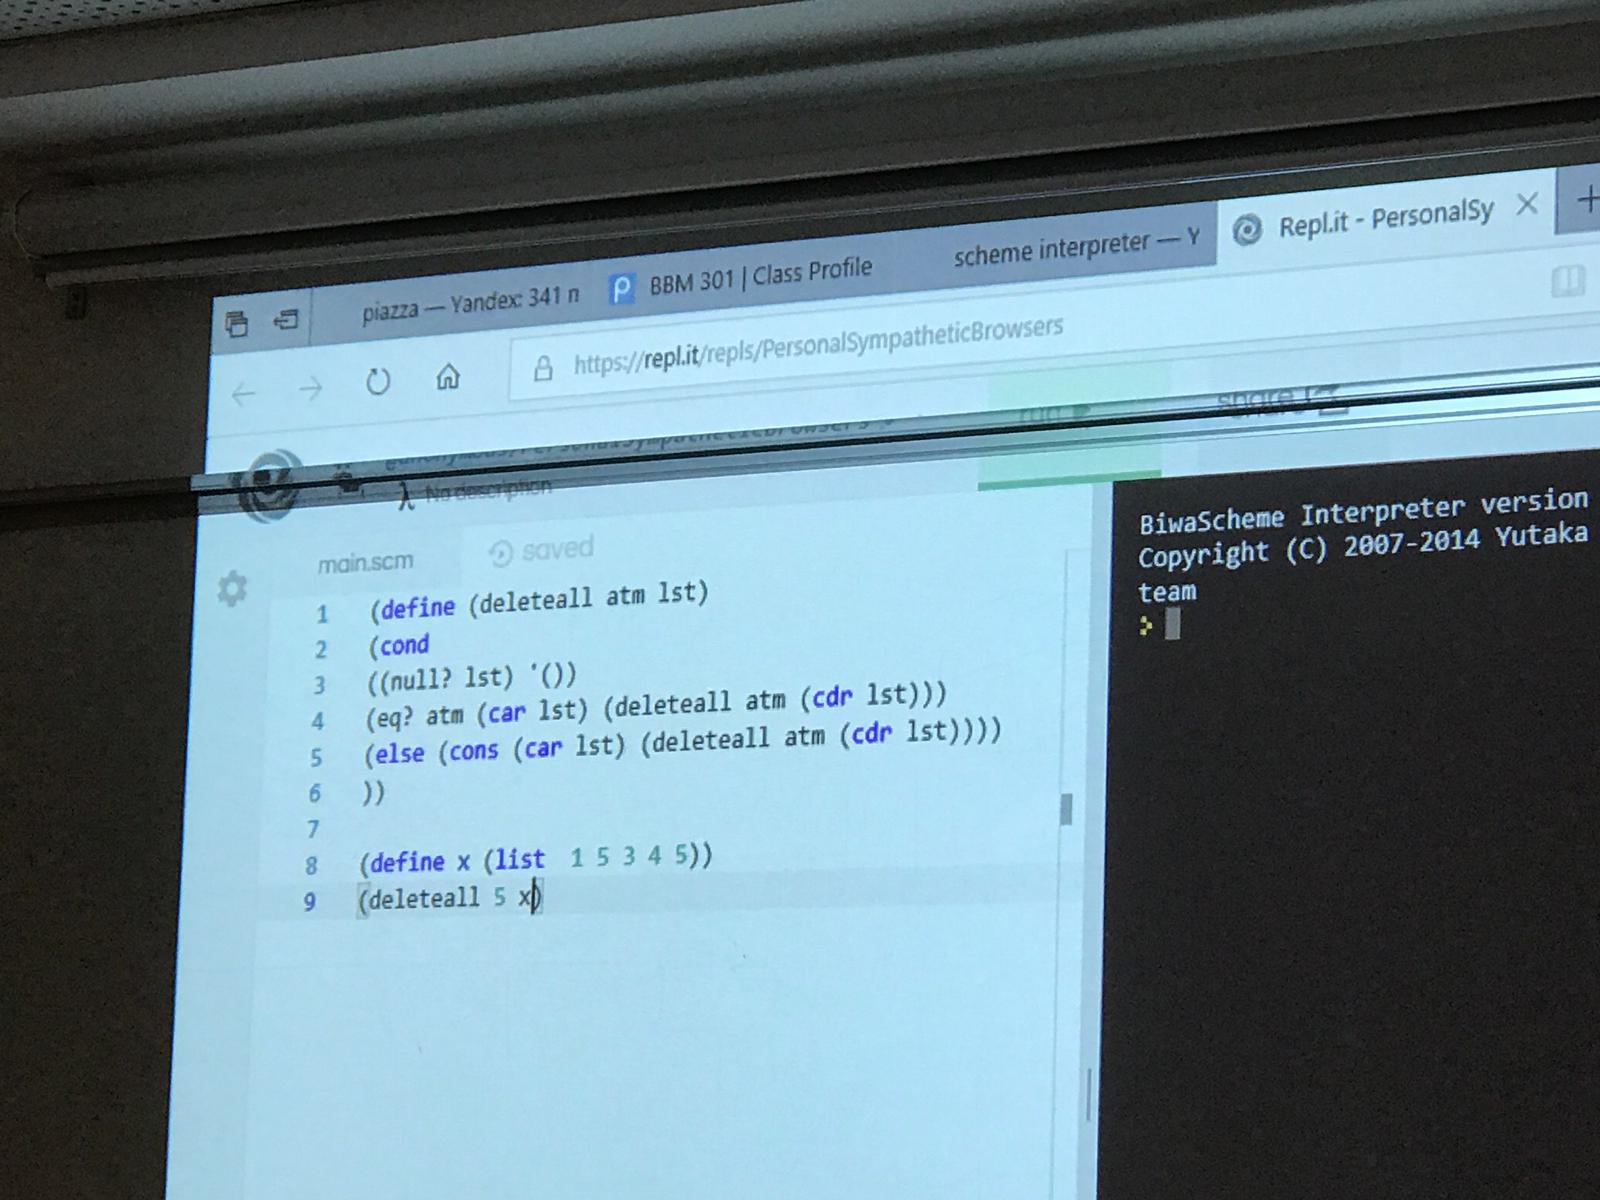 piazza — Yandex: 341 n
BBM 301 | Class Profile
scheme interpreter — Y
Repl.it - PersonalSy
https://repl.it/repls/PersonalSympatheticBrowsers
run
share
No description
main.scm
saved
1 (define (deleteall atm lst)
2 (cond
3 ((null? lst) '())
4 (eq? atm (car lst) (deleteall atm (cdr lst)))
5 (else (cons (car lst) (deleteall atm (cdr lst))))
6 ))
7
8 (define x (list  1 5 3 4 5))
9 (deleteall 5 x)
BiwaScheme Interpreter version
Copyright (C) 2007-2014 Yutaka
team
>